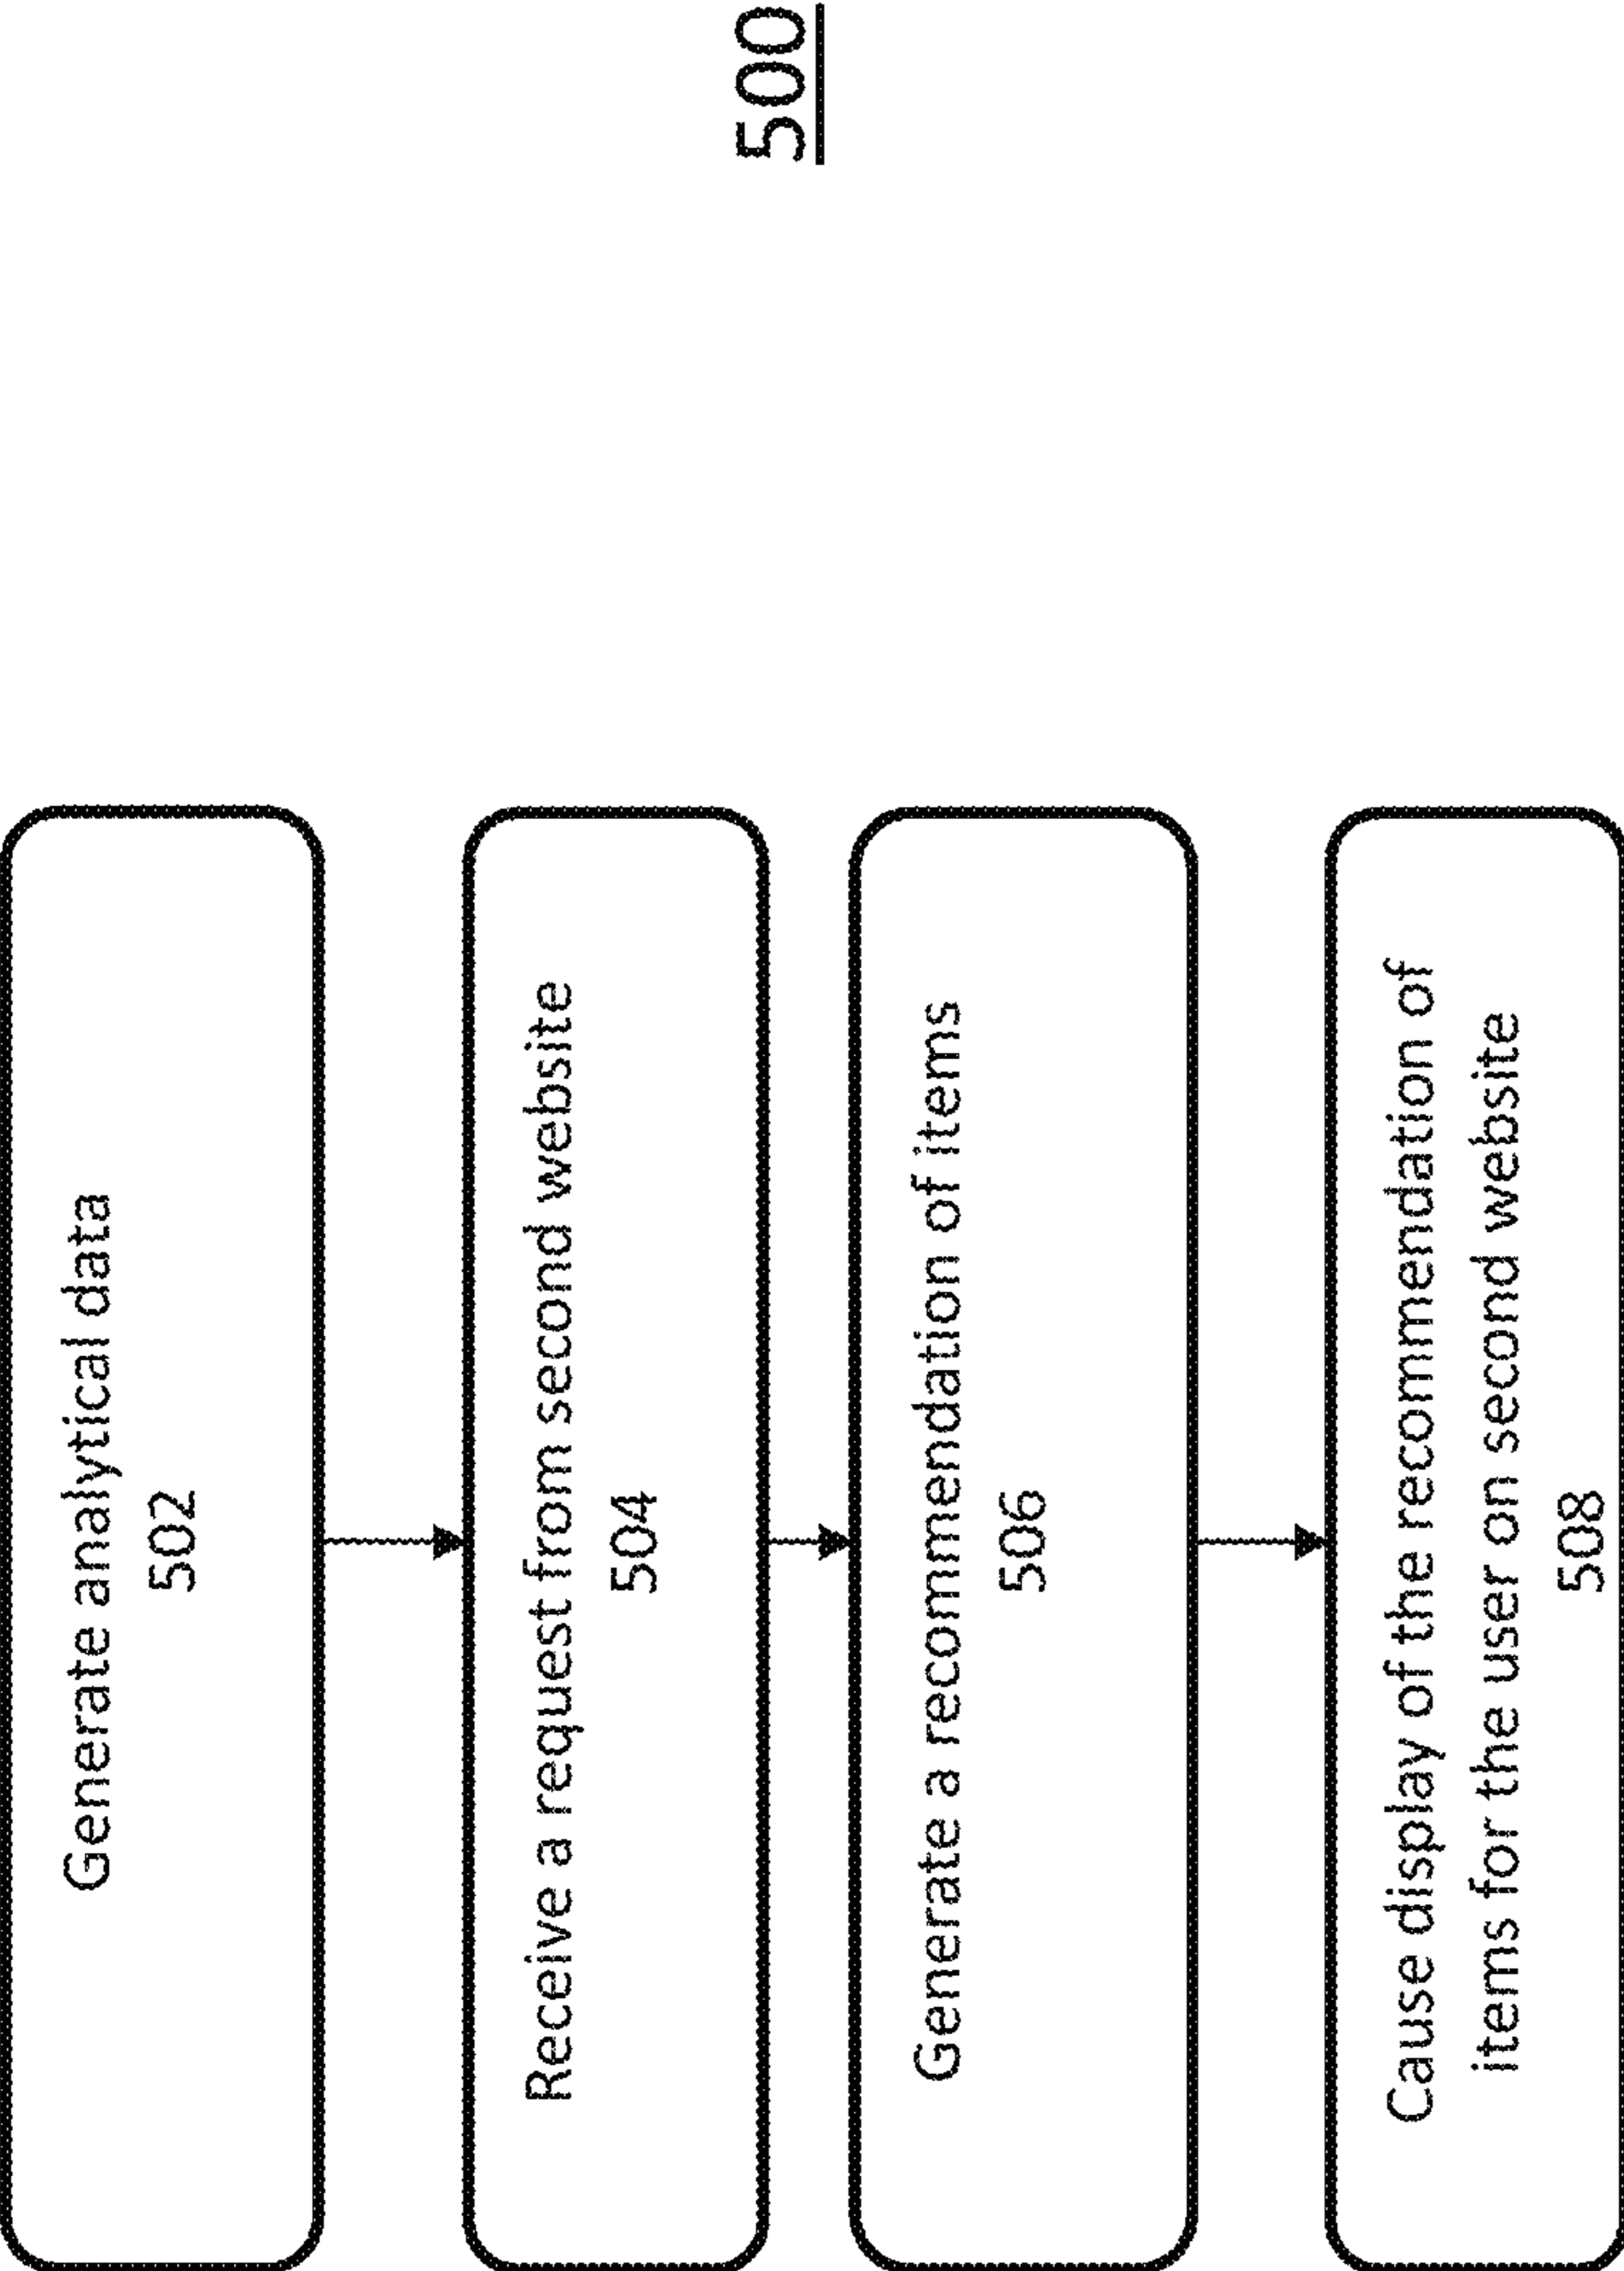 Generate analytical data
502
Receive a request from second website
504
Generate a recommendation of items
506
Cause display of the recommendation of
items for the user on second website
508
500